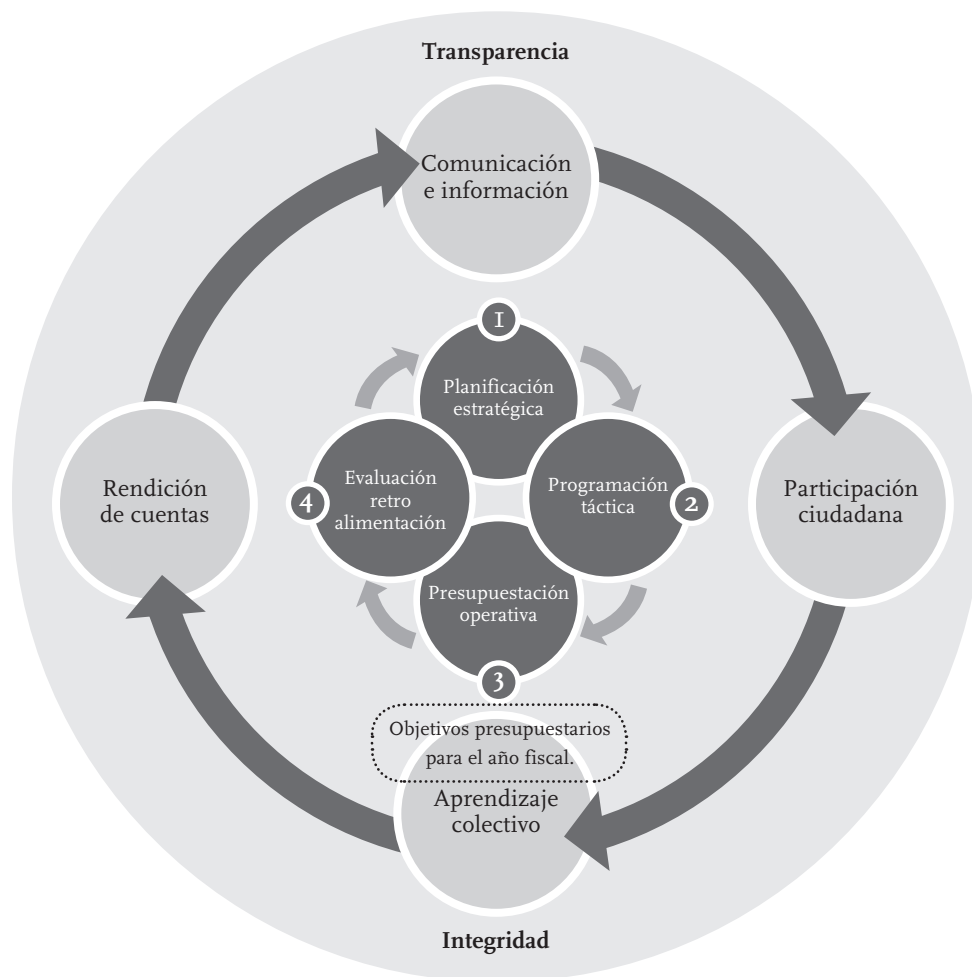 Transparencia
Comunicación
e información
1
Planificación
estratégica
Evaluación
retro
alimentación
4
Programación
táctica
2
Rendición
de cuentas
Participación
ciudadana
Presupuestación
operativa
3
Objetivos presupuestarios
para el año fiscal.
Aprendizaje
colectivo
Integridad